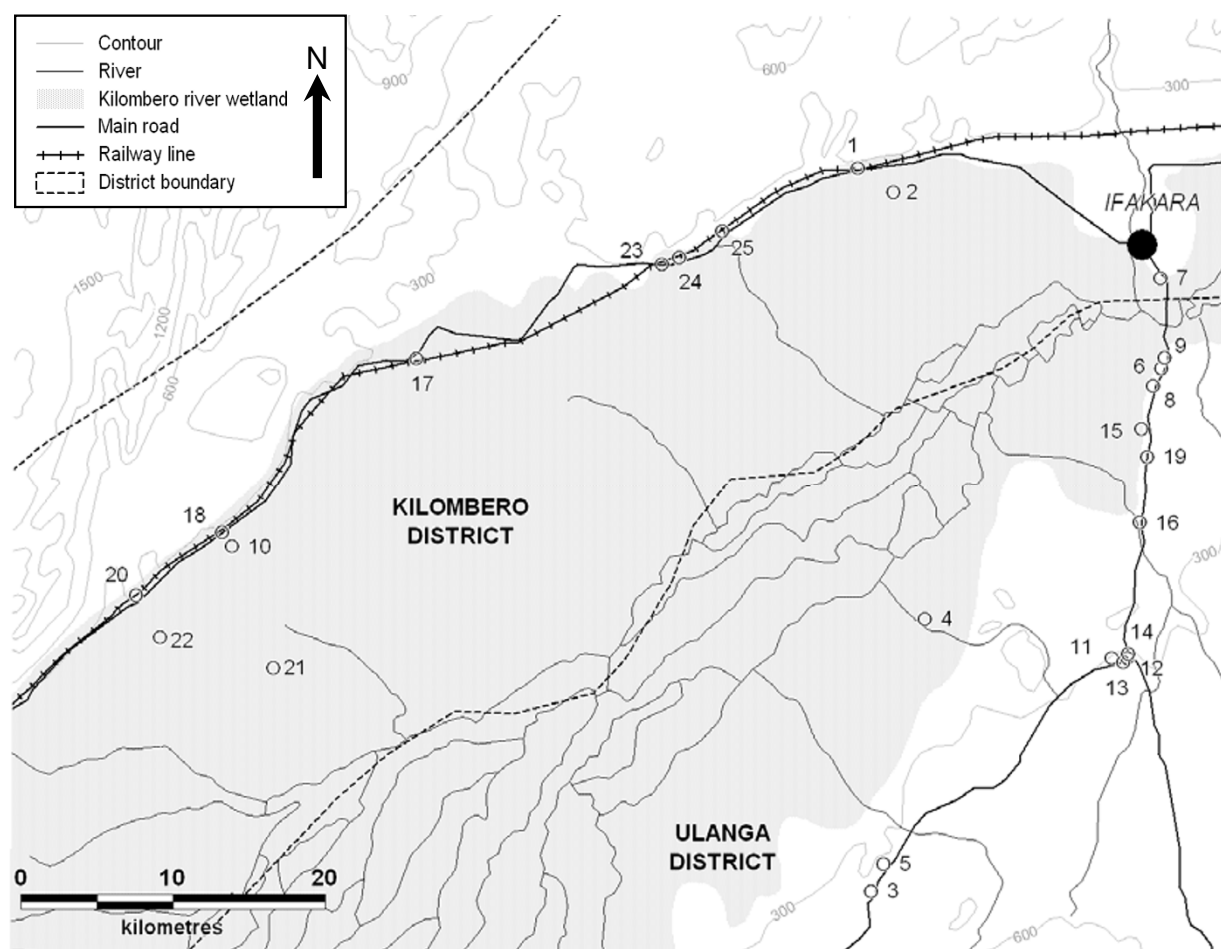 Contour
River
Kilombero river wetland
Main road
Railway line
District boundary
N
900
600
300
1
2
IFAKARA
1500
300
23
25
24
7
1200
17
9
6
8
600
15
19
KILOMBERO
DISTRICT
18
10
16
300
20
4
22
14
21
11
12
13
ULANGA
DISTRICT
5
3
0 10 20
kilometres
300
600